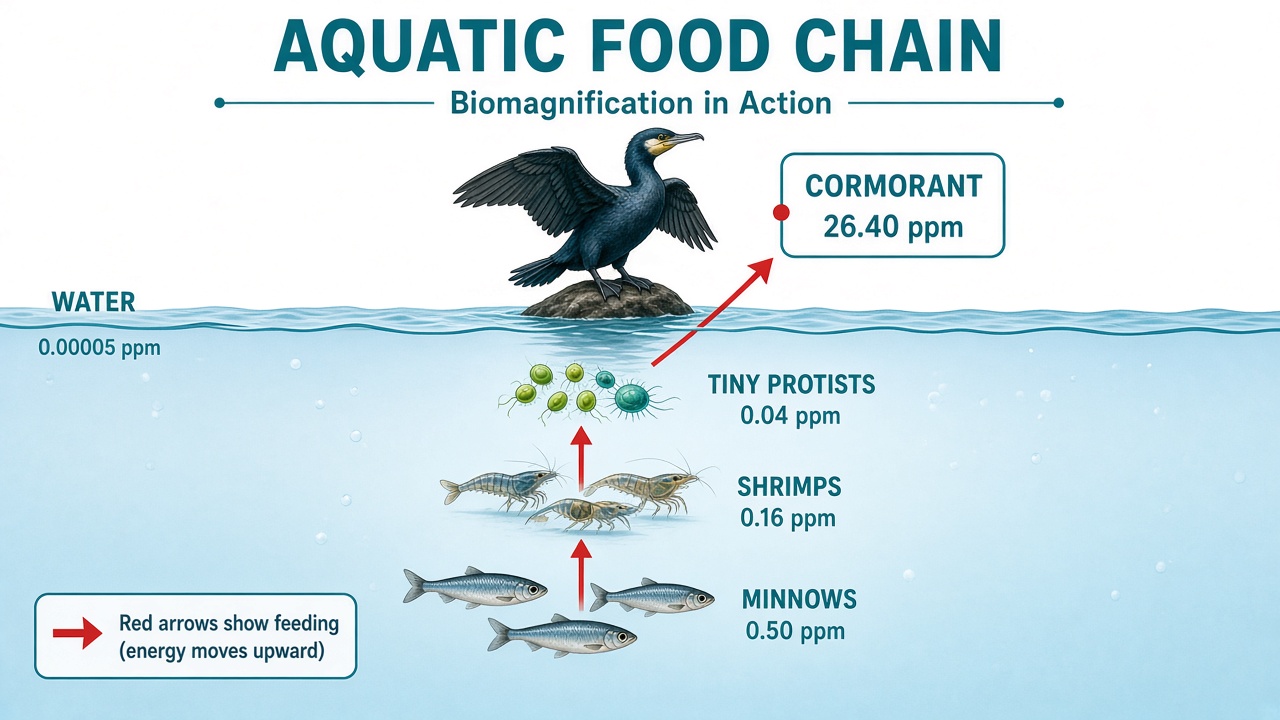 AQUATIC FOOD CHAIN
Biomagnification in Action
CORMORANT
26.40 ppm
WATER
0.00005 ppm
TINY PROTISTS
0.04 ppm
SHRIMPS
0.16 ppm
MINNOWS
0.50 ppm
Red arrows show feeding
(energy moves upward)